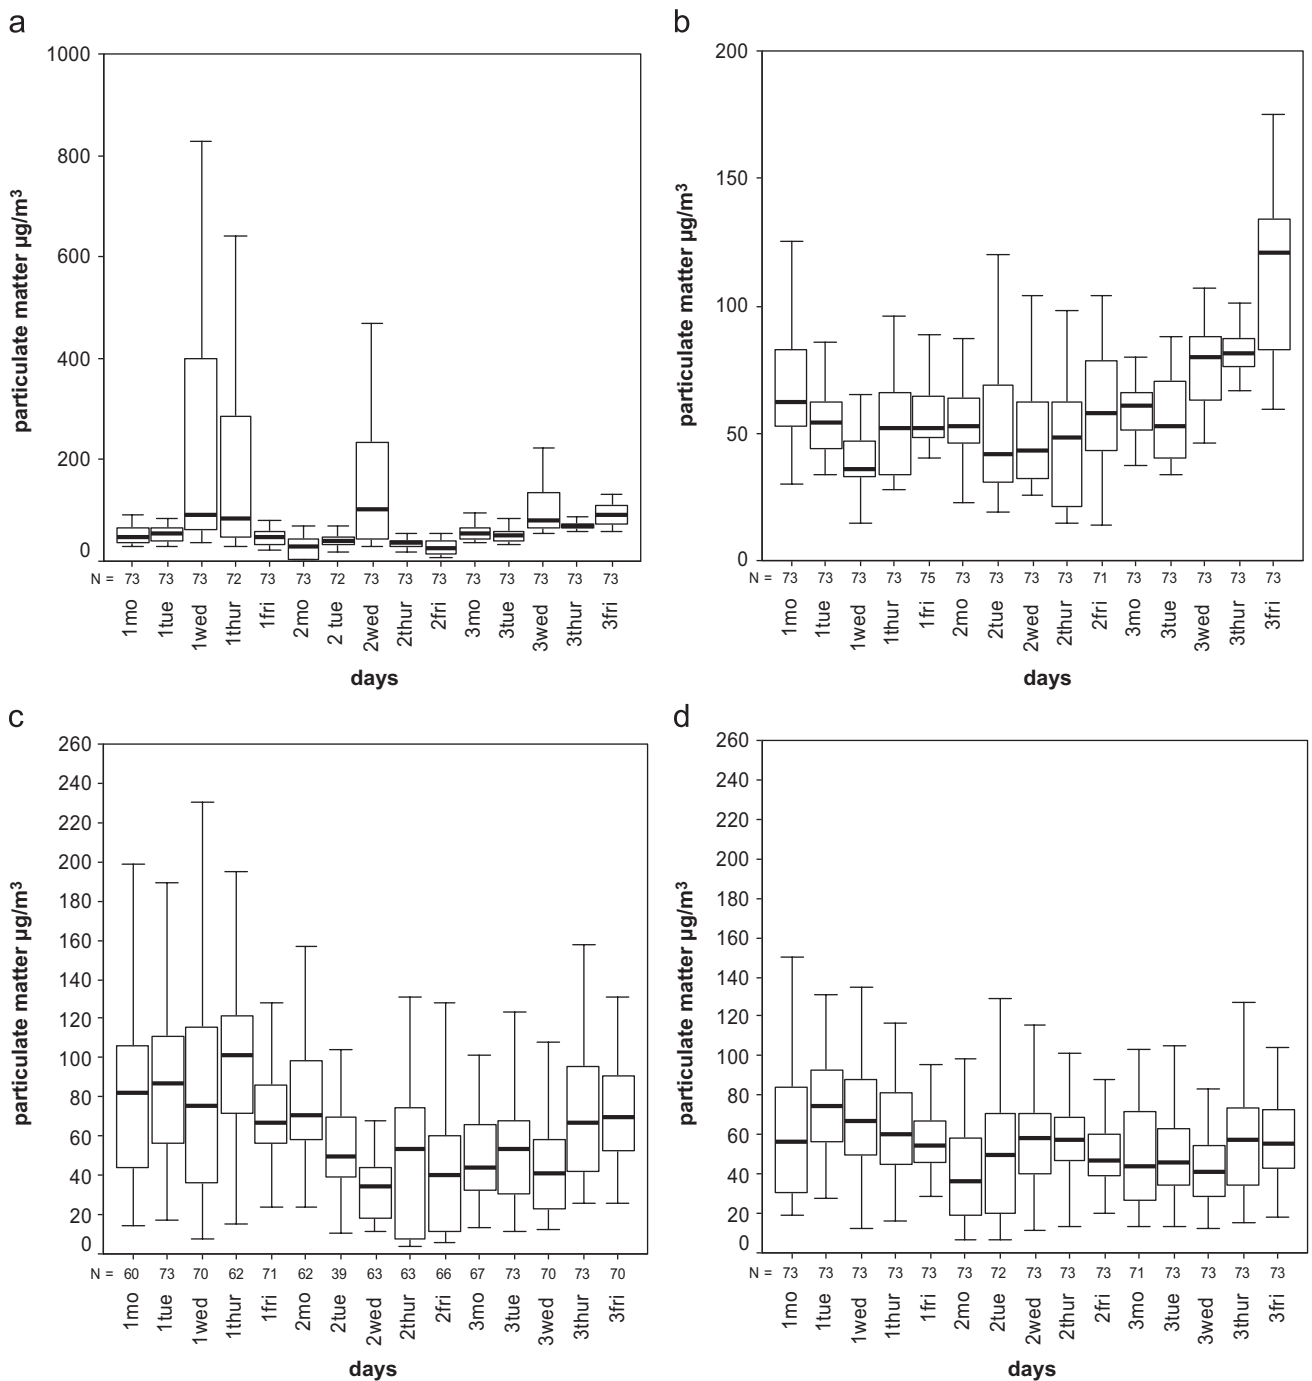 a
1000
800
600
400
200
0
particulate matter µg/m³
N = 73 73 73 72 73 73 72 73 73 73 73 73 73 73 73
1mo 1tue 1wed 1thur 1fri 2mo 2 tue 2wed 2thur 2fri 3mo 3tue 3wed 3thur 3fri
days
b
200
150
100
50
0
particulate matter µg/m³
N = 73 73 73 73 75 73 73 73 73 71 73 73 73 73 73
1mo 1tue 1wed 1thur 1fri 2mo 2tue 2wed 2thur 2fri 3mo 3tue 3wed 3thur 3fri
days
c
260
240
220
200
180
160
140
120
100
80
60
40
20
0
particulate matter µg/m³
N = 60 73 70 62 71 62 39 63 63 66 67 73 70 73 70
1mo 1tue 1wed 1thur 1fri 2mo 2tue 2wed 2thur 2fri 3mo 3tue 3wed 3thur 3fri
days
d
260
240
220
200
180
160
140
120
100
80
60
40
20
0
particulate matter µg/m³
N = 73 73 73 73 73 73 72 73 73 73 71 73 73 73 73
1mo 1tue 1wed 1thur 1fri 2mo 2tue 2wed 2thur 2fri 3mo 3tue 3wed 3thur 3fri
days